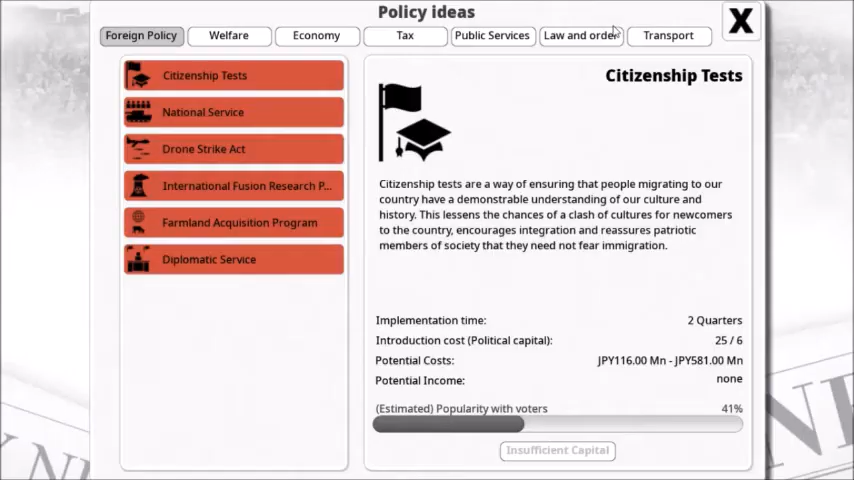 Policy ideas
X
Foreign Policy
Welfare
Economy
Tax
Public Services
Law and order
Transport
Citizenship Tests
National Service
Drone Strike Act
International Fusion Research P...
Farmland Acquisition Program
Diplomatic Service
Citizenship Tests
Citizenship tests are a way of ensuring that people migrating to our
country have a demonstrable understanding of our culture and
history. This lessens the chances of a clash of cultures for newcomers
to the country, encourages integration and reassures patriotic
members of society that they need not fear immigration.
Implementation time: 2 Quarters
Introduction cost (Political capital): 25 / 6
Potential Costs: JPY116.00 Mn - JPY581.00 Mn
Potential Income: none
(Estimated) Popularity with voters 41%
Insufficient Capital